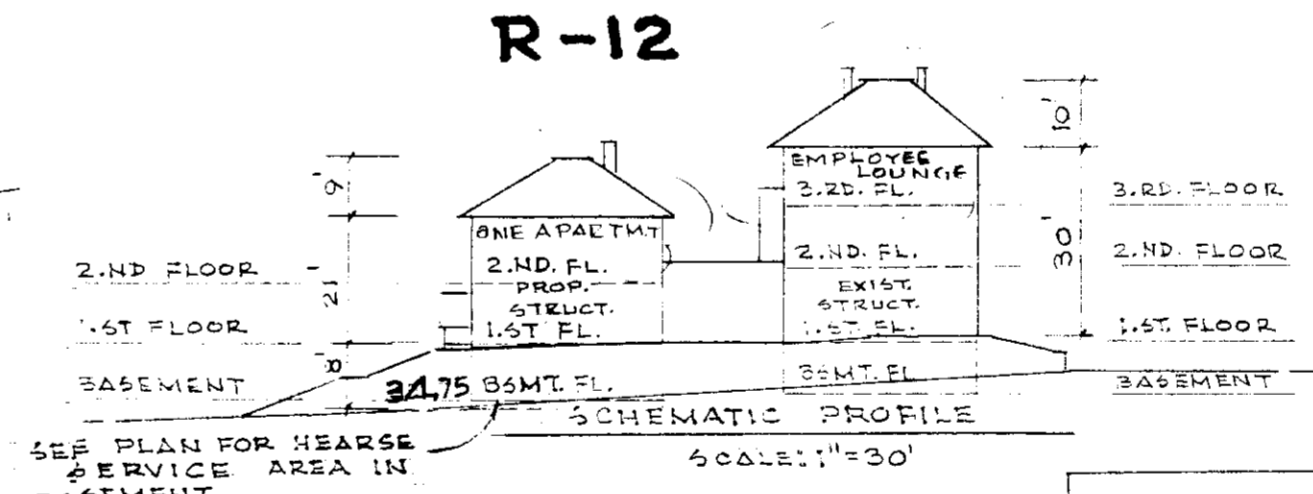 R-12
10'
EMPLOYEE
LOUNGE
3.RD. FL.
3.RD. FLOOR
9'
ONE APARTMT
30'
2.ND FLOOR
2.ND. FL.
2.ND. FL.
2.ND. FLOOR
21'
PROP.
STRUCT.
EXIST.
STRUCT.
1.ST FLOOR
1.ST FL.
1.ST. FL.
1.ST. FLOOR
8'
BASEMENT
34.75 BSMT. FL.
BSMT. FL
BASEMENT
SCHEMATIC PROFILE
SCALE: 1"=30'
SEE PLAN FOR HEARSE
SERVICE AREA IN
BASEMENT